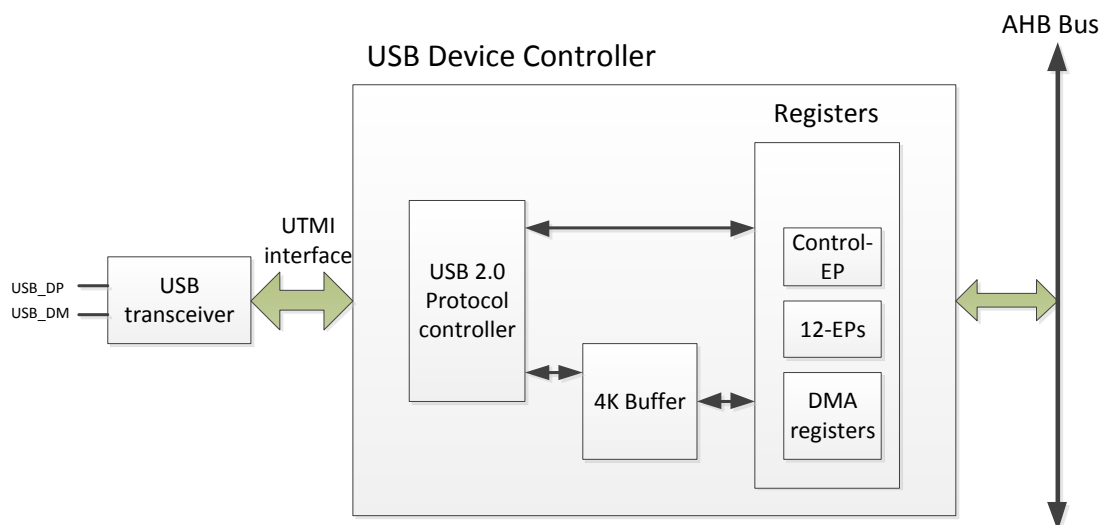 AHB Bus
USB Device Controller
Registers
UTMI
interface
USB_DP
USB_DM
USB
transceiver
USB 2.0
Protocol
controller
4K Buffer
Control-
EP
12-EPs
DMA
registers